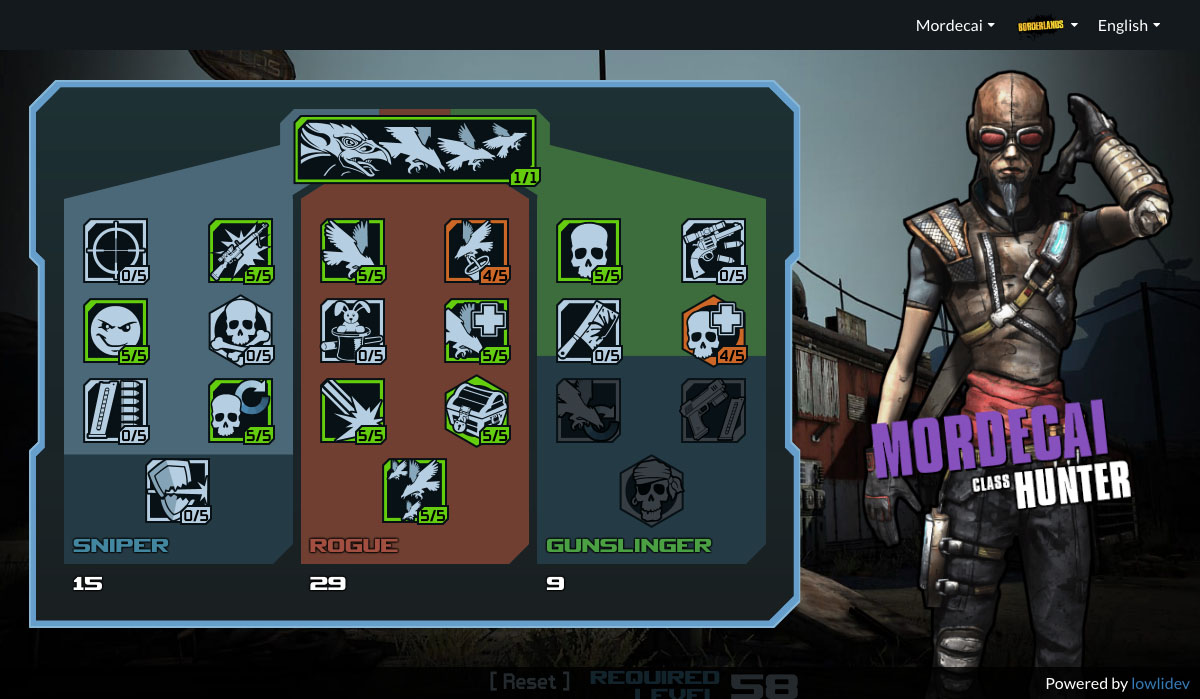 Mordecai BORDERLANDS English
1/1
0/5 5/5 5/5 4/5 5/5 0/5
5/5 0/5 0/5 5/5 0/5 4/5
0/5 5/5 5/5 5/5
0/5 5/5
SNIPER ROGUE GUNSLINGER
15 29 9
MORDECAI
CLASS HUNTER
[ Reset ] REQUIRED LEVEL 58
Powered by lowlidev